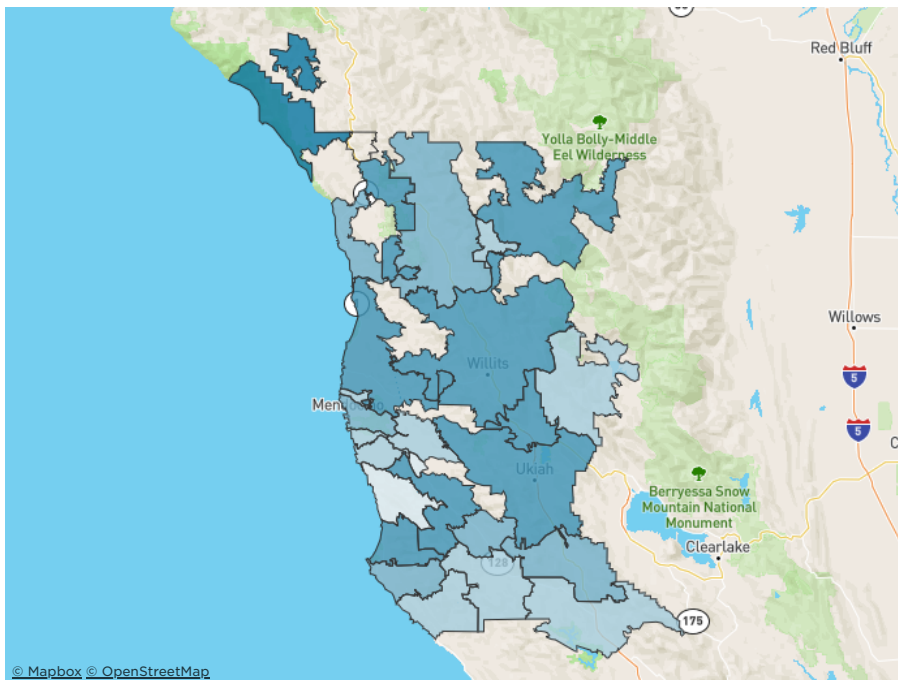 Red Bluff
Yolla Bolly-Middle
Eel Wilderness
Willows
5
Willits
Mendocino
5
C
Ukiah
Berryessa Snow
Mountain National
Monument
Clearlake
128
175
© Mapbox © OpenStreetMap